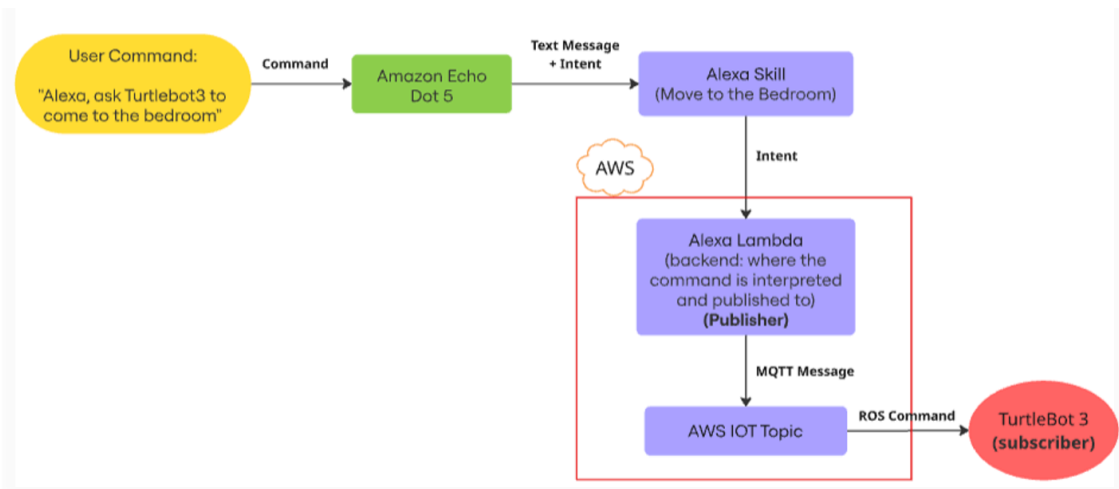 User Command:
"Alexa, ask Turtlebot3 to
come to the bedroom"
Command
Amazon Echo
Dot 5
Text Message
+ Intent
Alexa Skill
(Move to the Bedroom)
Intent
AWS
Alexa Lambda
(backend: where the
command is interpreted
and published to)
(Publisher)
MQTT Message
AWS IOT Topic
ROS Command
TurtleBot 3
(subscriber)